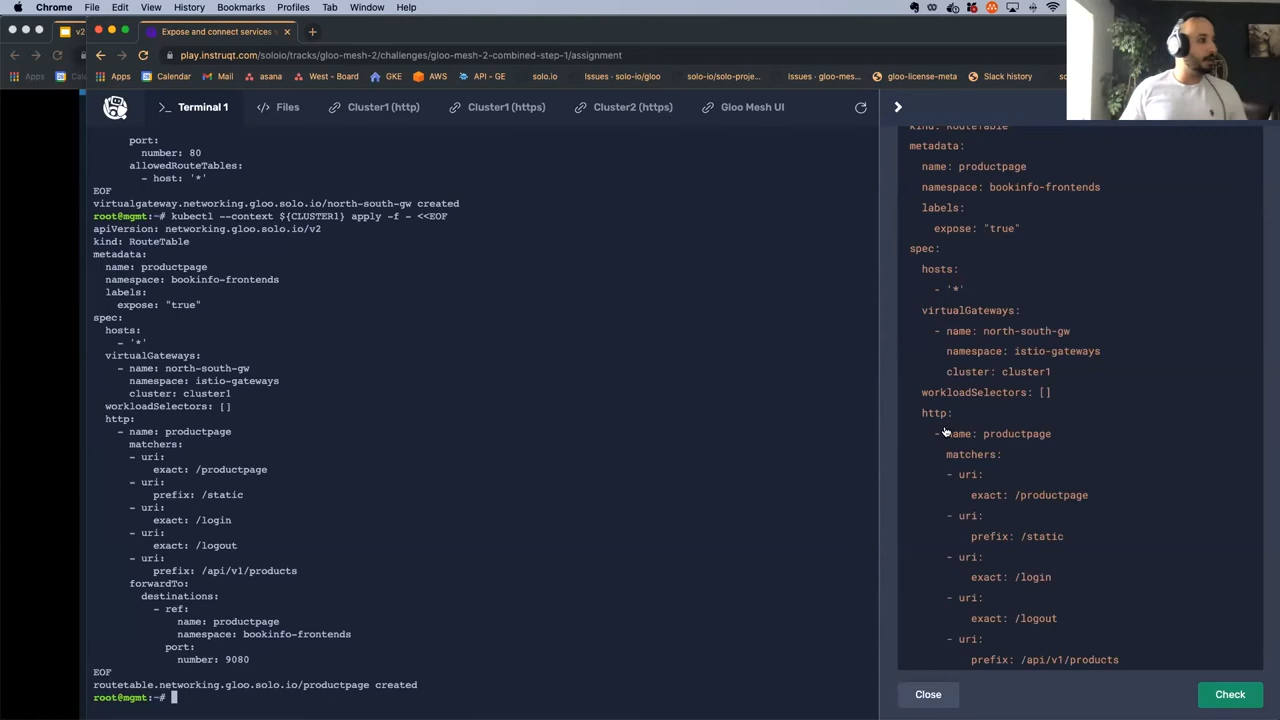 Chrome File Edit View History Bookmarks Profiles Tab Window Help
v2
Expose and connect services
play.instruqt.com/soloio/tracks/gloo-mesh-2/challenges/gloo-mesh-2-combined-step-1/assignment
Apps
Apps Calendar Mail asana West - Board GKE AWS API - GE solo.io Issues · solo-io/gloo solo-io/solo-proje... Issues · gloo-mes... gloo-license-meta Slack history
Terminal 1 Files Cluster1 (http) Cluster1 (https) Cluster2 (https) Gloo Mesh UI
port:
number: 80
allowedRouteTables:
- host: '*'
EOF
virtualgateway.networking.gloo.solo.io/north-south-gw created
root@mgmt:~# kubectl --context ${CLUSTER1} apply -f - <<EOF
apiVersion: networking.gloo.solo.io/v2
kind: RouteTable
metadata:
name: productpage
namespace: bookinfo-frontends
labels:
expose: "true"
spec:
hosts:
- '*'
virtualGateways:
- name: north-south-gw
namespace: istio-gateways
cluster: cluster1
workloadSelectors: []
http:
- name: productpage
matchers:
- uri:
exact: /productpage
- uri:
prefix: /static
- uri:
exact: /login
- uri:
exact: /logout
- uri:
prefix: /api/v1/products
forwardTo:
destinations:
- ref:
name: productpage
namespace: bookinfo-frontends
port:
number: 9080
EOF
routetable.networking.gloo.solo.io/productpage created
root@mgmt:~#
kind: RouteTable
metadata:
name: productpage
namespace: bookinfo-frontends
labels:
expose: "true"
spec:
hosts:
- '*'
virtualGateways:
- name: north-south-gw
namespace: istio-gateways
cluster: cluster1
workloadSelectors: []
http:
- name: productpage
matchers:
- uri:
exact: /productpage
- uri:
prefix: /static
- uri:
exact: /login
- uri:
exact: /logout
- uri:
prefix: /api/v1/products
Close
Check